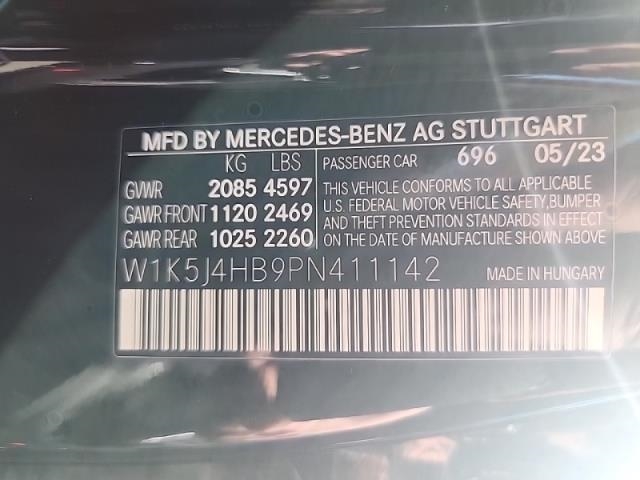 MFD BY MERCEDES-BENZ AG STUTTGART
KG LBS
GVWR 2085 4597
GAWR FRONT 1120 2469
GAWR REAR 1025 2260
PASSENGER CAR 696 05/23
THIS VEHICLE CONFORMS TO ALL APPLICABLE
U.S. FEDERAL MOTOR VEHICLE SAFETY,BUMPER
AND THEFT PREVENTION STANDARDS IN EFFECT
ON THE DATE OF MANUFACTURE SHOWN ABOVE
W1K5J4HB9PN411142 MADE IN HUNGARY